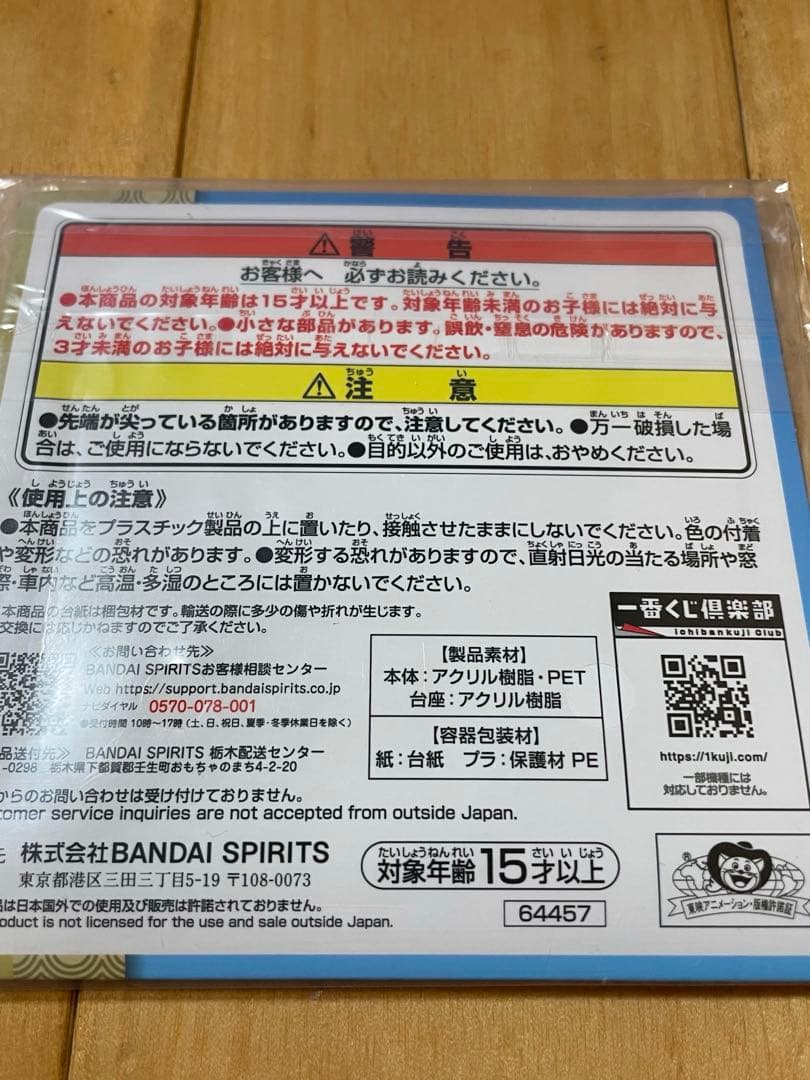 ⚠ 警告
お客様へ 必ずお読みください。
●本商品の対象年齢は15才以上です。対象年齢未満のお子様には絶対に与
えないでください。●小さな部品があります。誤飲・窒息の危険がありますので、
3才未満のお子様には絶対に与えないでください。
⚠ 注意
●先端が尖っている箇所がありますので、注意してください。●万一破損した場
合は、ご使用にならないでください。●目的以外のご使用は、おやめください。
《使用上の注意》
●本商品をプラスチック製品の上に置いたり、接触させたままにしないでください。色の付着
や変形などの恐れがあります。●変形する恐れがありますので、直射日光の当たる場所や窓
際・車内など高温・多湿のところには置かないでください。
本商品の台紙は梱包材です。輸送の際に多少の傷や折れが生じます。
交換には応じかねますのでご了承ください。
≪お問い合わせ先≫
BANDAI SPIRITSお客様相談センター
Web https://support.bandaispirits.co.jp
ナビダイヤル 0570-078-001
●受付時間 10時～17時(土、日、祝日、夏季・冬季休業日を除く)
品送付先≫ BANDAI SPIRITS 栃木配送センター
-0298 栃木県下都賀郡壬生町おもちゃのまち4-2-20
【製品素材】
本体:アクリル樹脂・PET
台座:アクリル樹脂
【容器包装材】
紙:台紙 プラ:保護材 PE
一番くじ倶楽部
ichibankuji Club
https://1kuji.com/
一部機種には
対応しておりません。
からのお問い合わせは受け付けておりません。
tomer service inquiries are not accepted from outside Japan.
元 株式会社BANDAI SPIRITS
東京都港区三田三丁目5-19 〒108-0073
対象年齢15才以上
64457
品は日本国外での使用及び販売は許諾されておりません。
roduct is not licensed for the use and sale outside Japan.
®
東映アニメーション・版権許諾証